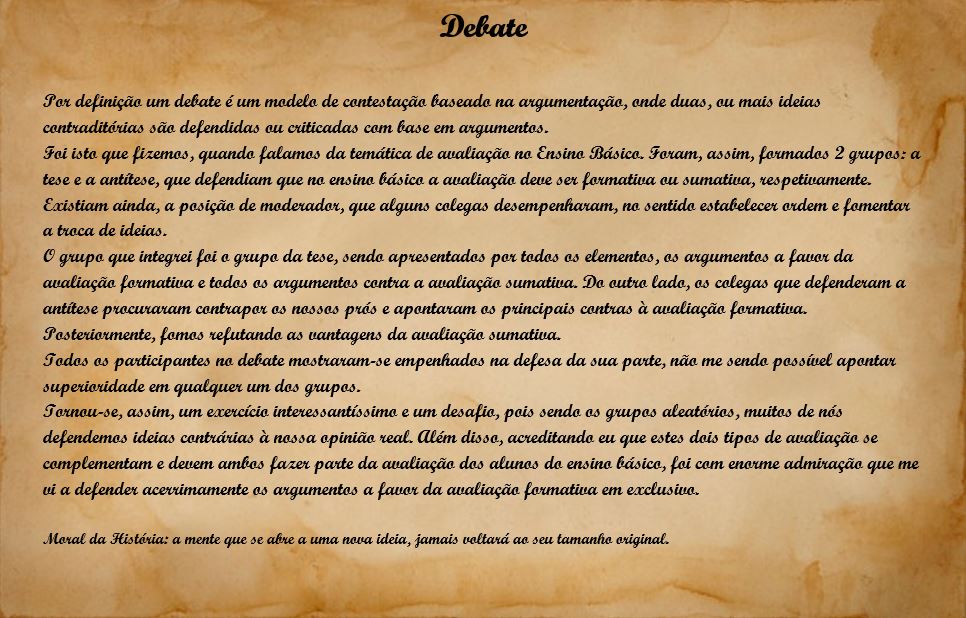 Debate
Por definição um debate é um modelo de contestação baseado na argumentação, onde duas, ou mais ideias
contraditórias são defendidas ou criticadas com base em argumentos.
Foi isto que fizemos, quando falamos da temática de avaliação no Ensino Básico. Foram, assim, formados 2 grupos: a
tese e a antítese, que defendiam que no ensino básico a avaliação deve ser formativa ou sumativa, respetivamente.
Existiam ainda, a posição de moderador, que alguns colegas desempenharam, no sentido estabelecer ordem e fomentar
a troca de ideias.
O grupo que integrei foi o grupo da tese, sendo apresentados por todos os elementos, os argumentos a favor da
avaliação formativa e todos os argumentos contra a avaliação sumativa. Do outro lado, os colegas que defenderam a
antítese procuraram contrapor os nossos prós e apontaram os principais contras à avaliação formativa.
Posteriormente, fomos refutando as vantagens da avaliação sumativa.
Todos os participantes no debate mostraram-se empenhados na defesa da sua parte, não me sendo possível apontar
superioridade em qualquer um dos grupos.
Tornou-se, assim, um exercício interessantíssimo e um desafio, pois sendo os grupos aleatórios, muitos de nós
defendemos ideias contrárias à nossa opinião real. Além disso, acreditando eu que estes dois tipos de avaliação se
complementam e devem ambos fazer parte da avaliação dos alunos do ensino básico, foi com enorme admiração que me
vi a defender acerrimamente os argumentos a favor da avaliação formativa em exclusivo.
Moral da História: a mente que se abre a uma nova ideia, jamais voltará ao seu tamanho original.